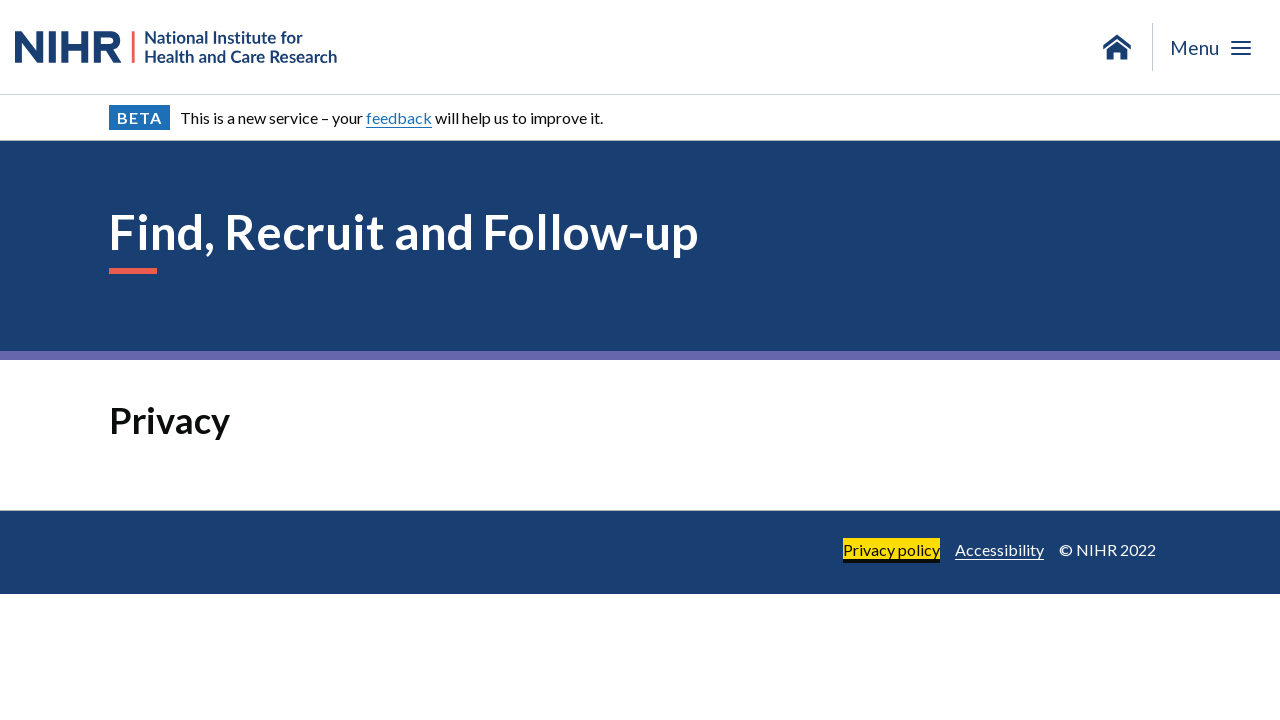 NIHR | National Institute for
Health and Care Research
Menu
BETA This is a new service – your feedback will help us to improve it.
Find, Recruit and Follow-up
Privacy
Privacy policy Accessibility © NIHR 2022